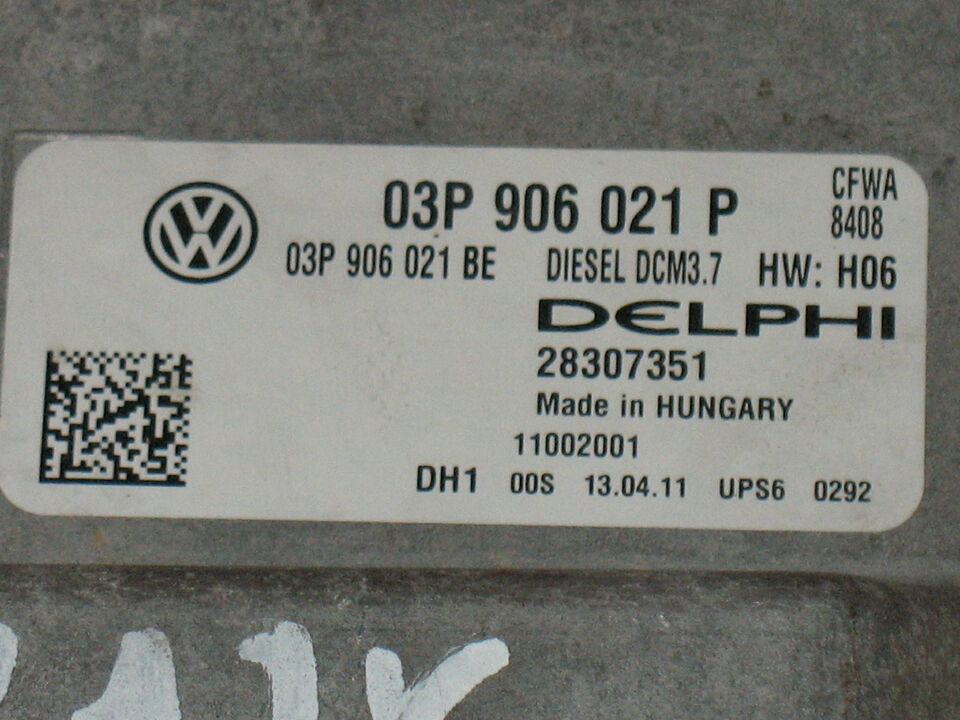 03P 906 021 P CFWA
8408
03P 906 021 BE DIESEL DCM3.7 HW: H06
DELPHI
28307351
Made in HUNGARY
11002001
DH1 00S 13.04.11 UPS6 0292